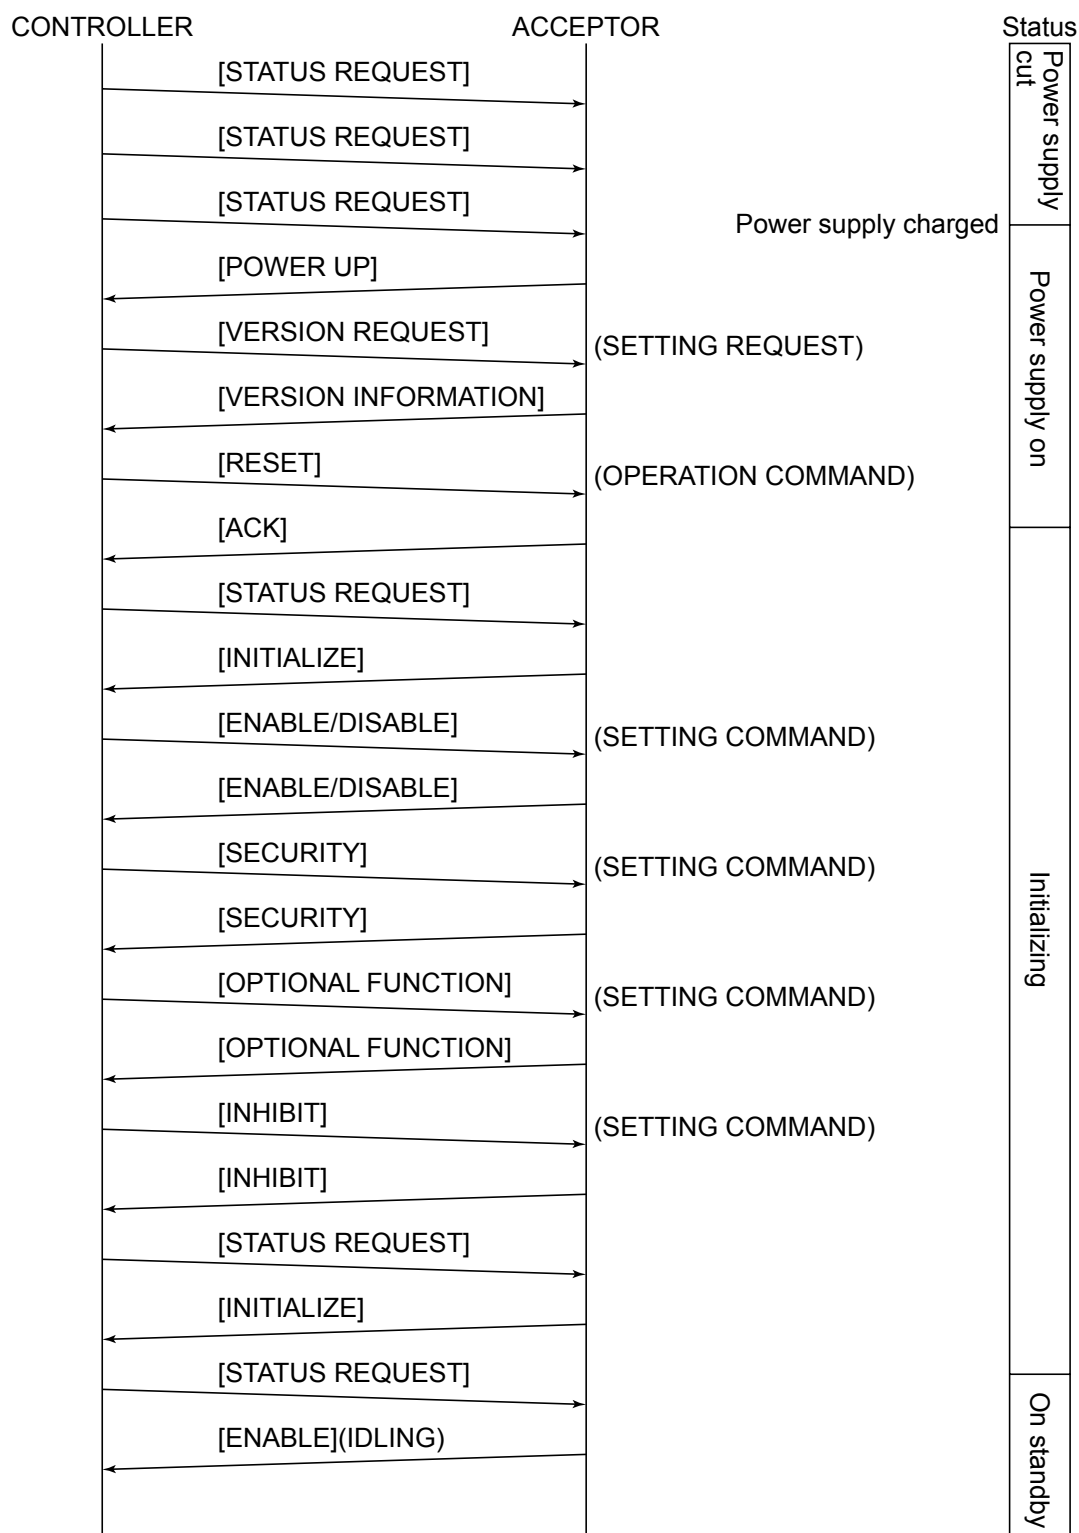 CONTROLLER ACCEPTOR Status
[STATUS REQUEST]
Power supply
cut
[STATUS REQUEST]
[STATUS REQUEST]
Power supply charged
[POWER UP]
Power supply on
[VERSION REQUEST] (SETTING REQUEST)
[VERSION INFORMATION]
[RESET] (OPERATION COMMAND)
[ACK]
[STATUS REQUEST]
[INITIALIZE]
[ENABLE/DISABLE] (SETTING COMMAND)
[ENABLE/DISABLE]
[SECURITY] (SETTING COMMAND)
Initializing
[SECURITY]
[OPTIONAL FUNCTION] (SETTING COMMAND)
[OPTIONAL FUNCTION]
[INHIBIT] (SETTING COMMAND)
[INHIBIT]
[STATUS REQUEST]
[INITIALIZE]
[STATUS REQUEST]
On standby
[ENABLE](IDLING)